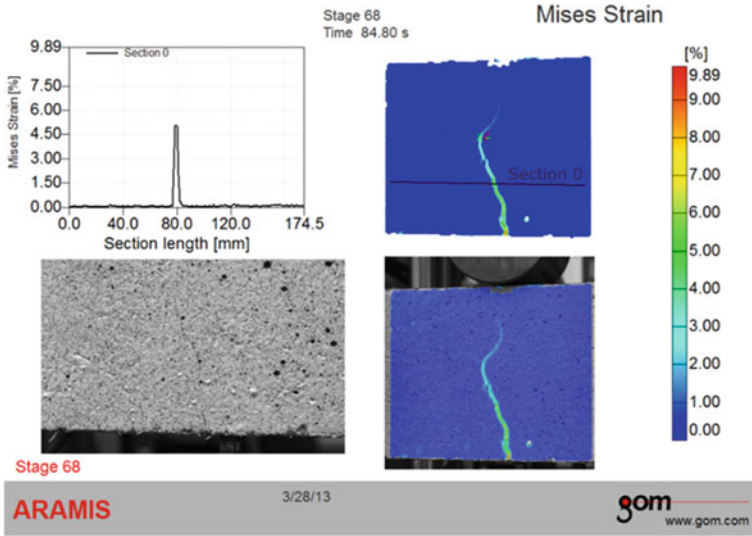 Stage 68
Time 84.80 s
Mises Strain
Section 0
Mises Strain [%]
9.89
7.50
6.00
4.50
3.00
1.50
0.00
0.0
40.0
80.0
120.0
174.5
Section length [mm]
Section 0
[%]
9.89
9.00
8.00
7.00
6.00
5.00
4.00
3.00
2.00
1.00
0.00
Stage 68
ARAMIS
3/28/13
gom
www.gom.com